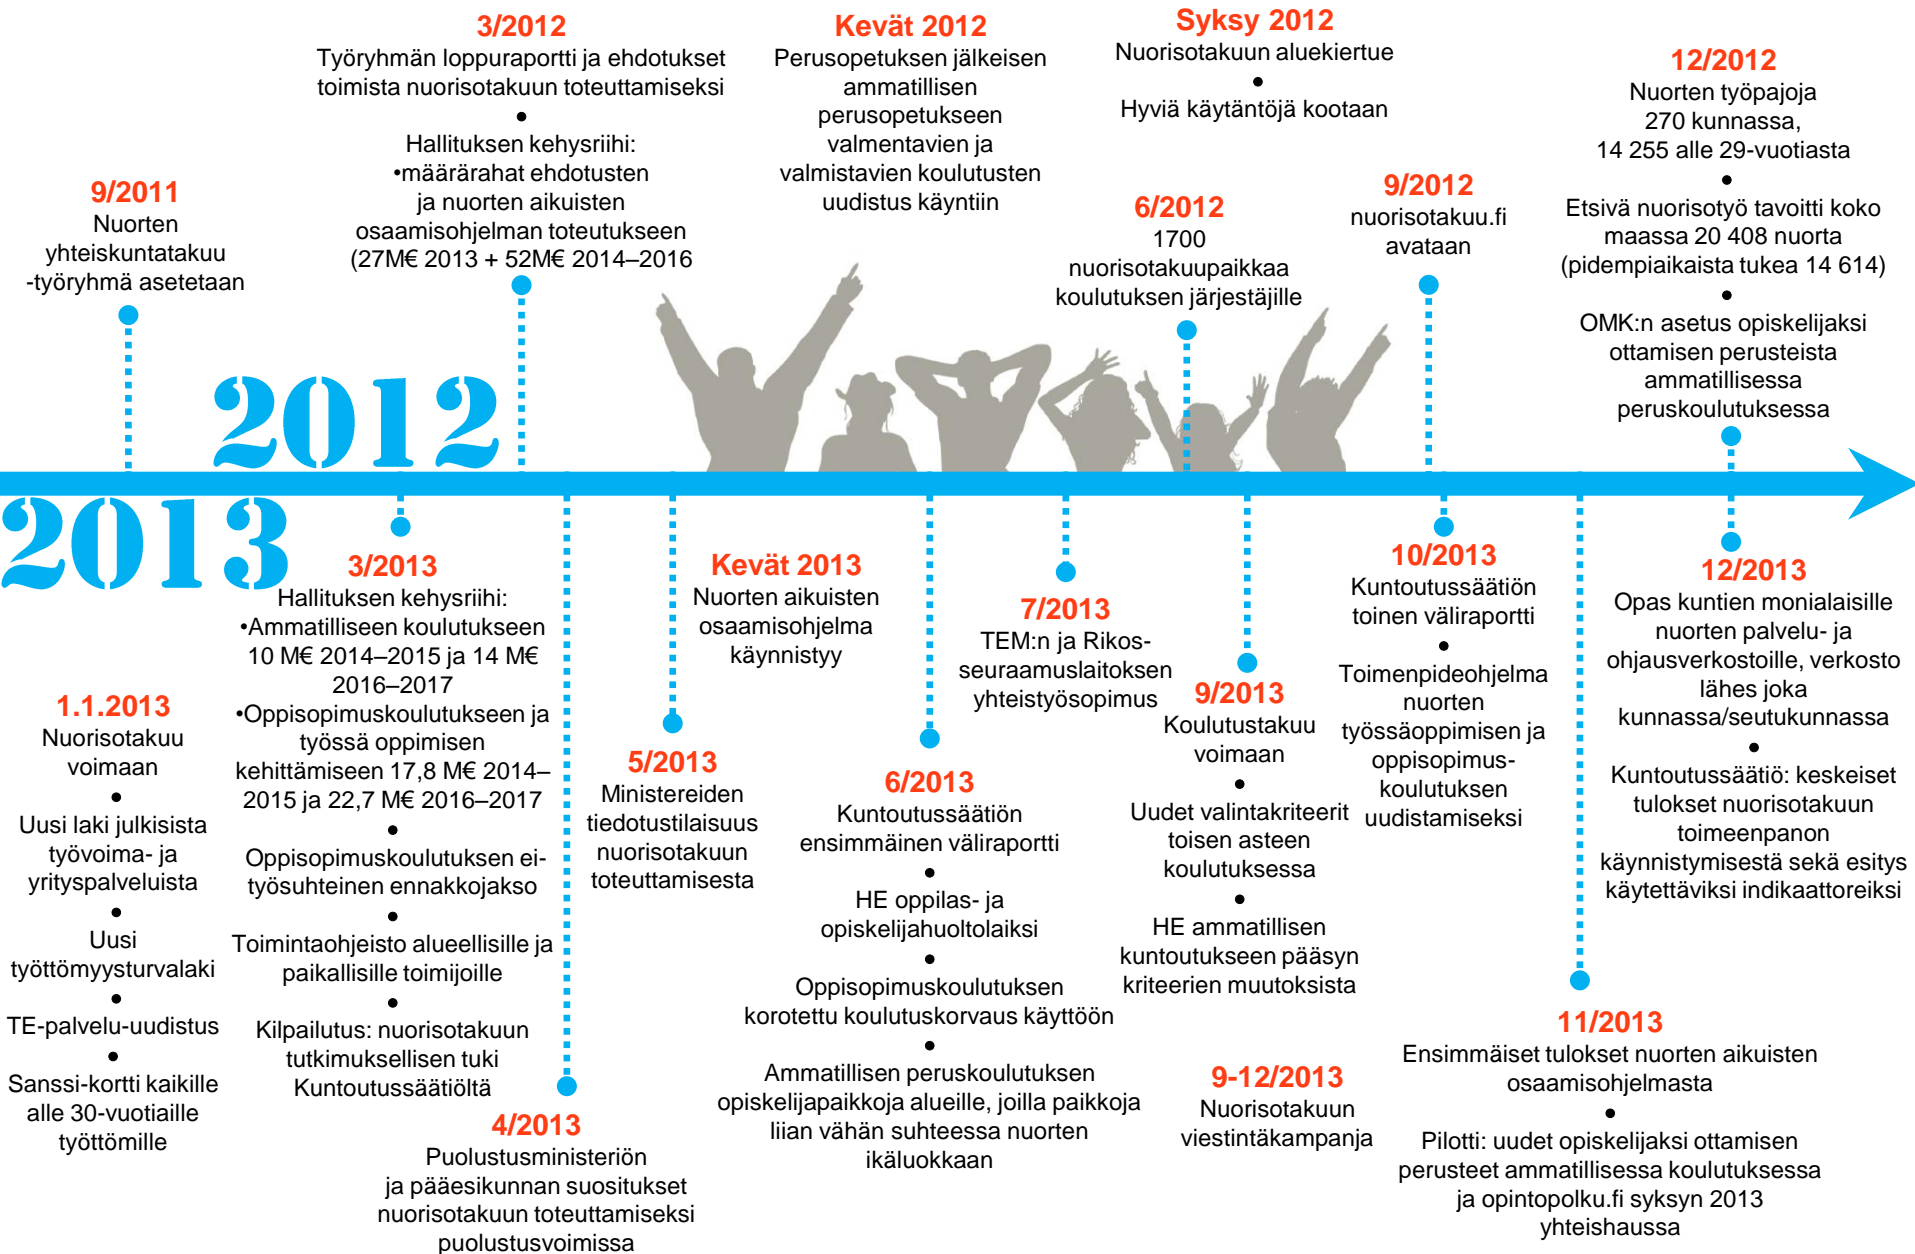 9/2011
Nuorten
yhteiskuntatakuu
-työryhmä asetetaan
3/2012
Työryhmän loppuraportti ja ehdotukset
toimista nuorisotakuun toteuttamiseksi
•
Hallituksen kehysriihi:
•määrärahat ehdotusten
ja nuorten aikuisten
osaamisohjelman toteutukseen
(27M€ 2013 + 52M€ 2014–2016
Kevät 2012
Perusopetuksen jälkeisen
ammatillisen
perusopetukseen
valmentavien ja
valmistavien koulutusten
uudistus käyntiin
Syksy 2012
Nuorisotakuun aluekiertue
•
Hyviä käytäntöjä kootaan
6/2012
1700
nuorisotakuupaikkaa
koulutuksen järjestäjille
9/2012
nuorisotakuu.fi
avataan
12/2012
Nuorten työpajoja
270 kunnassa,
14 255 alle 29-vuotiasta
•
Etsivä nuorisotyö tavoitti koko
maassa 20 408 nuorta
(pidempiaikaista tukea 14 614)
•
OMK:n asetus opiskelijaksi
ottamisen perusteista
ammatillisessa
peruskoulutuksessa
2012
2013
1.1.2013
Nuorisotakuu
voimaan
•
Uusi laki julkisista
työvoima- ja
yrityspalveluista
•
Uusi
työttömyysturvalaki
•
TE-palvelu-uudistus
•
Sanssi-kortti kaikille
alle 30-vuotiaille
työttömille
3/2013
Hallituksen kehysriihi:
•Ammatilliseen koulutukseen
10 M€ 2014–2015 ja 14 M€
2016–2017
•Oppisopimuskoulutukseen ja
työssä oppimisen
kehittämiseen 17,8 M€ 2014–
2015 ja 22,7 M€ 2016–2017
•
Oppisopimuskoulutuksen ei-
työsuhteinen ennakkojakso
•
Toimintaohjeisto alueellisille ja
paikallisille toimijoille
•
Kilpailutus: nuorisotakuun
tutkimuksellisen tuki
Kuntoutussäätiöltä
4/2013
Puolustusministeriön
ja pääesikunnan suositukset
nuorisotakuun toteuttamiseksi
puolustusvoimissa
5/2013
Ministereiden
tiedotustilaisuus
nuorisotakuun
toteuttamisesta
Kevät 2013
Nuorten aikuisten
osaamisohjelma
käynnistyy
6/2013
Kuntoutussäätiön
ensimmäinen väliraportti
•
HE oppilas- ja
opiskelijahuoltolaiksi
•
Oppisopimuskoulutuksen
korotettu koulutuskorvaus käyttöön
•
Ammatillisen peruskoulutuksen
opiskelijapaikkoja alueille, joilla paikkoja
liian vähän suhteessa nuorten
ikäluokkaan
7/2013
TEM:n ja Rikos-
seuraamuslaitoksen
yhteistyösopimus
9/2013
Koulutustakuu
voimaan
•
Uudet valintakriteerit
toisen asteen
koulutuksessa
•
HE ammatillisen
kuntoutukseen pääsyn
kriteerien muutoksista
9-12/2013
Nuorisotakuun
viestintäkampanja
10/2013
Kuntoutussäätiön
toinen väliraportti
•
Toimenpideohjelma
nuorten
työssäoppimisen ja
oppisopimus-
koulutuksen
uudistamiseksi
11/2013
Ensimmäiset tulokset nuorten aikuisten
osaamisohjelmasta
•
Pilotti: uudet opiskelijaksi ottamisen
perusteet ammatillisessa koulutuksessa
ja opintopolku.fi syksyn 2013
yhteishaussa
12/2013
Opas kuntien monialaisille
nuorten palvelu- ja
ohjausverkostoille, verkosto
lähes joka
kunnassa/seutukunnassa
•
Kuntoutussäätiö: keskeiset
tulokset nuorisotakuun
toimeenpanon
käynnistymisestä sekä esitys
käytettäviksi indikaattoreiksi